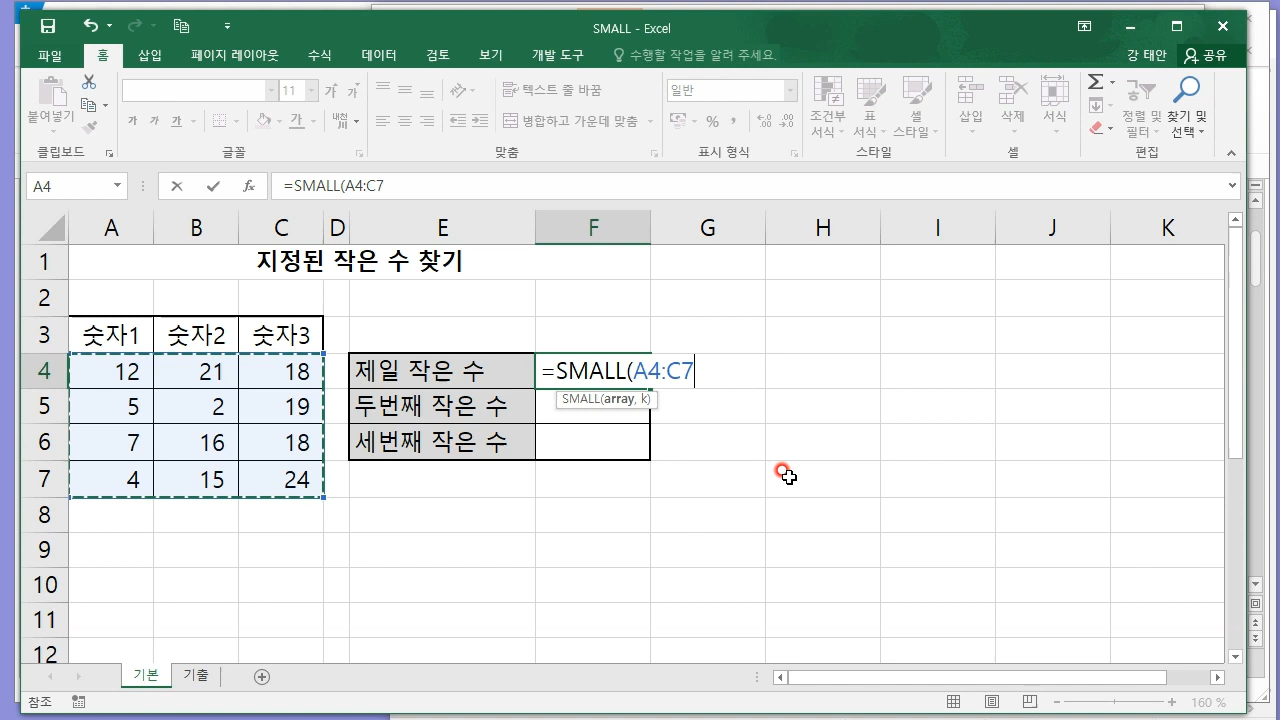 SMALL - Excel
파일 홈 삽입 페이지 레이아웃 수식 데이터 검토 보기 개발 도구 수행할 작업을 알려 주세요. 강 태안 공유
붙여넣기 11 가 가 가 가 가 내천 텍스트 줄 바꿈 병합하고 가운데 맞춤 일반 % , 조건부 서식 표 서식 셀 스타일 삽입 삭제 서식 정렬 및 필터 찾기 및 선택
클립보드 글꼴 맞춤 표시 형식 스타일 셀 편집
A4 fx =SMALL(A4:C7
A B C D E F G H I J K
1 지정된 작은 수 찾기
2
3 숫자1 숫자2 숫자3
4 12 21 18 제일 작은 수 =SMALL(A4:C7
SMALL(array, k)
5 5 2 19 두번째 작은 수
6 7 16 18 세번째 작은 수
7 4 15 24
8
9
10
11
12
기본 기출
참조 160 %